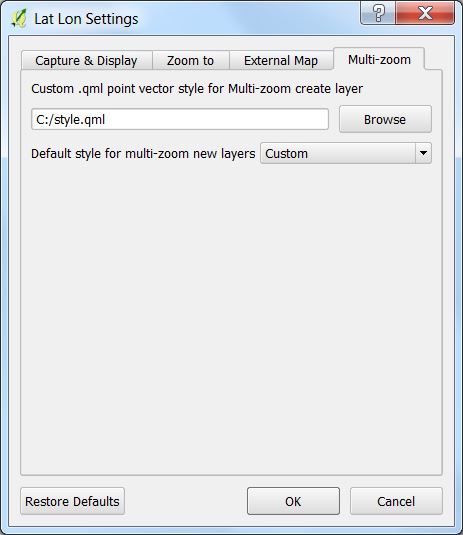 Lat Lon Settings
Capture & Display Zoom to External Map Multi-zoom
Custom .qml point vector style for Multi-zoom create layer
C:/style.qml Browse
Default style for multi-zoom new layers Custom
Restore Defaults OK Cancel